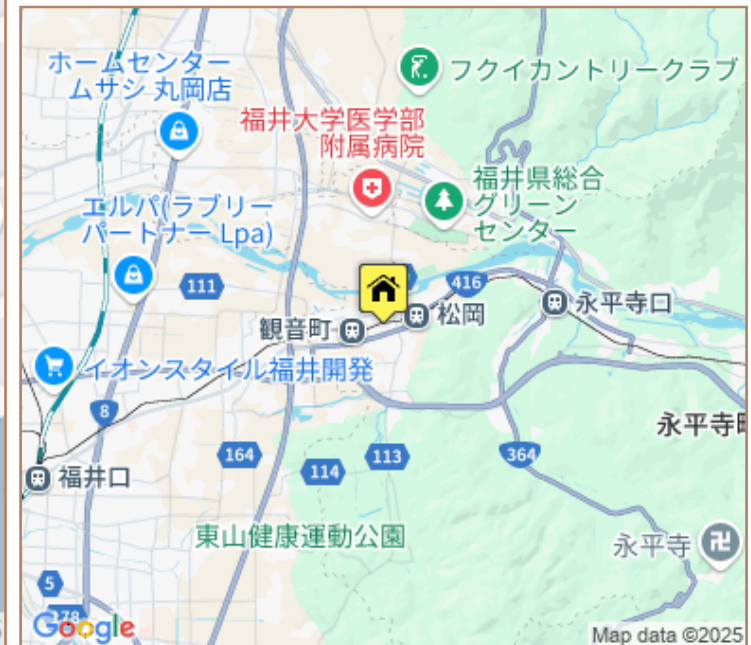 ホームセンター
ムサシ 丸岡店
フクイカントリークラブ
福井大学医学部
附属病院
福井県総合
グリーン
センター
エルパ(ラブリー
パートナー Lpa)
111
416
永平寺口
松岡
観音町
イオンスタイル福井開発
8
永平寺
164
113
364
114
福井口
東山健康運動公園
永平寺
5
178
Google
Map data ©2025